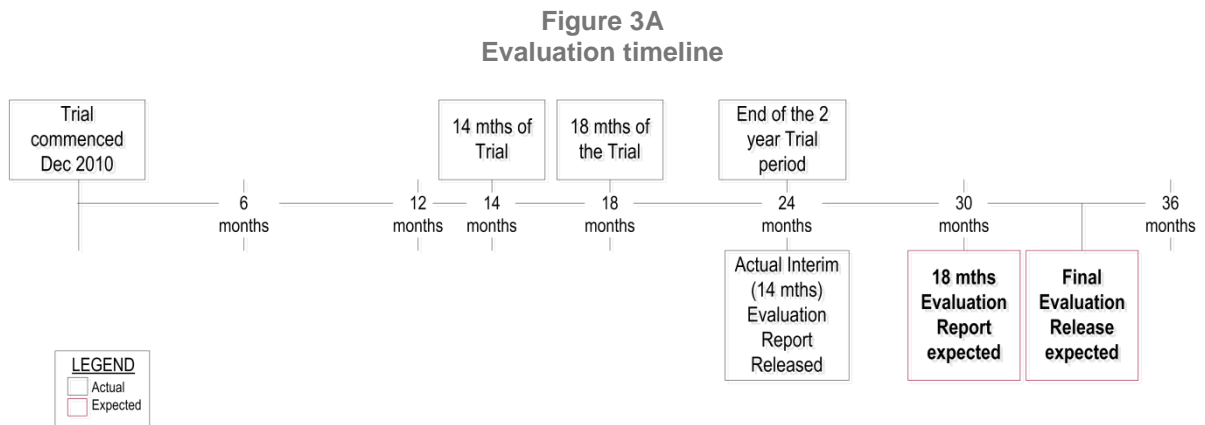 Figure 3A
Evaluation timeline
Trial
commenced
Dec 2010
14 mths of
Trial
18 mths of
the Trial
End of the 2
year Trial
period
6
months
12
months
14
months
18
months
24
months
30
months
36
months
Actual Interim
(14 mths)
Evaluation
Report
Released
18 mths
Evaluation
Report
expected
Final
Evaluation
Release
expected
LEGEND
Actual
Expected